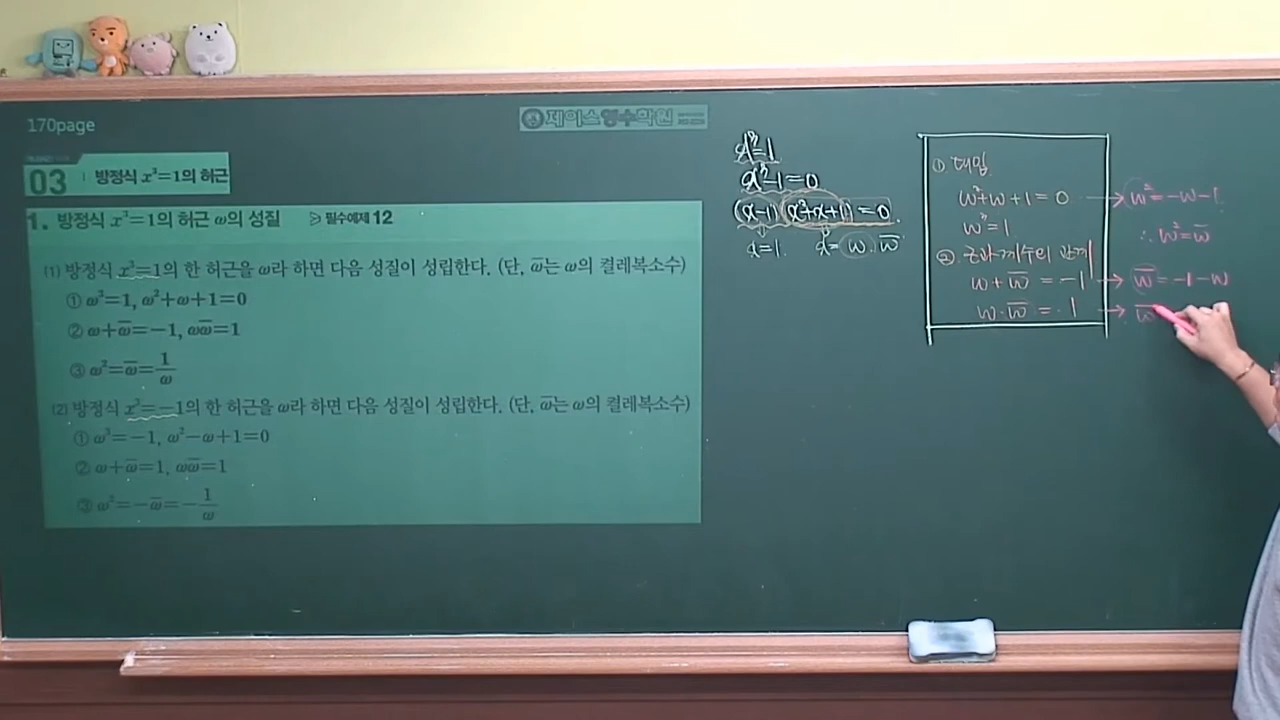 170page
제이스영수학원
03 방정식 x³=1의 허근
1. 방정식 x³=1의 허근 ω의 성질 필수예제 12
(1) 방정식 x³=1의 한 허근을 ω라 하면 다음 성질이 성립한다. (단, ω̅는 ω의 켤레복소수)
① ω³=1, ω²+ω+1=0
② ω+ω̅=-1, ωω̅=1
③ ω²=ω̅=1/ω
(2) 방정식 x³=-1의 한 허근을 ω라 하면 다음 성질이 성립한다. (단, ω̅는 ω의 켤레복소수)
① ω³=-1, ω²-ω+1=0
② ω+ω̅=1, ωω̅=1
③ ω²=-ω̅=-1/ω
x³=1
x³-1=0
(x-1)(x²+x+1)=0
x=1 x=ω, ω̅
① 대입
ω²+ω+1=0 → ω²=-ω-1
ω³=1 ∴ ω²=ω̅
② 근과 계수의 관계
ω+ω̅=-1 → ω̅=-1-ω
ω·ω̅=1 → ω̅